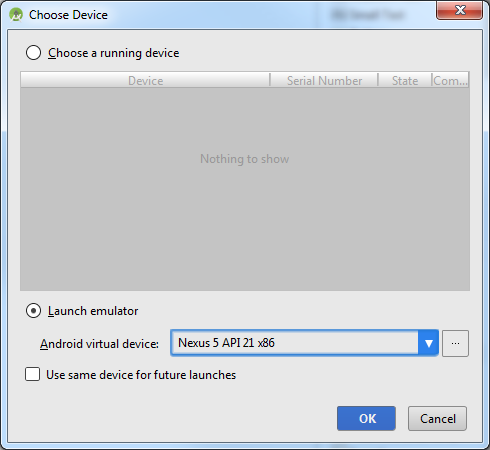 Choose Device
Choose a running device
Device Serial Number State Com...
Nothing to show
Launch emulator
Android virtual device: Nexus 5 API 21 x86 ...
Use same device for future launches
OK Cancel